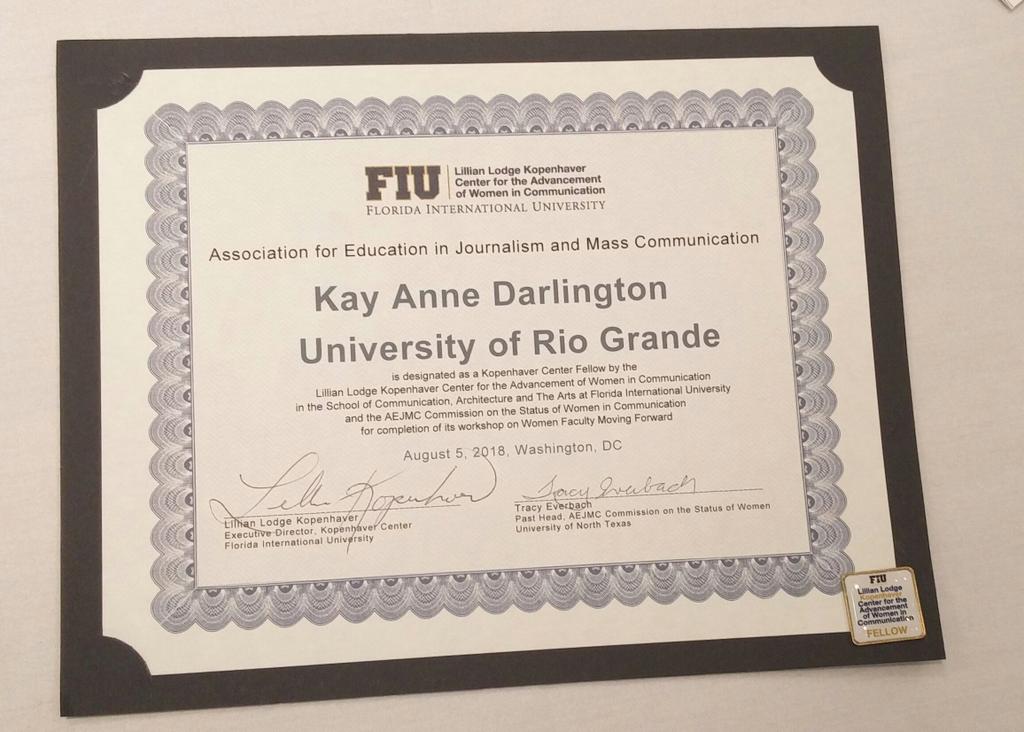 FIU
Lillian Lodge Kopenhaver
Center for the Advancement
of Women in Communication
FLORIDA INTERNATIONAL UNIVERSITY
Association for Education in Journalism and Mass Communication
Kay Anne Darlington
University of Rio Grande
is designated as a Kopenhaver Center Fellow by the
Lillian Lodge Kopenhaver Center for the Advancement of Women in Communication
in the School of Communication, Architecture and The Arts at Florida International University
and the AEJMC Commission on the Status of Women in Communication
for completion of its workshop on Women Faculty Moving Forward
August 5, 2018, Washington, DC
Lillian Kopenhaver
Lillian Lodge Kopenhaver
Executive Director, Kopenhaver Center
Florida International University
Tracy Everbach
Tracy Everbach
Past Head, AEJMC Commission on the Status of Women
University of North Texas
FIU
Lillian Lodge
Kopenhaver
Center for the
Advancement
of Women in
Communication
FELLOW